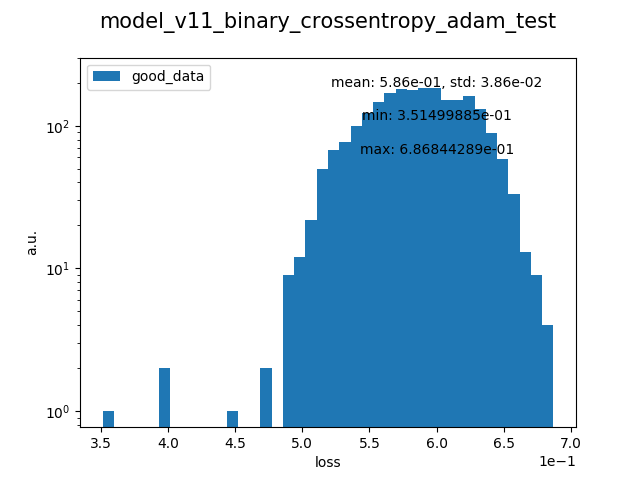 model_v11_binary_crossentropy_adam_test
good_data
mean: 5.86e-01, std: 3.86e-02
min: 3.51499885e-01
max: 6.86844289e-01
a.u.
10²
10¹
10⁰
3.5 4.0 4.5 5.0 5.5 6.0 6.5 7.0
loss
1e−1